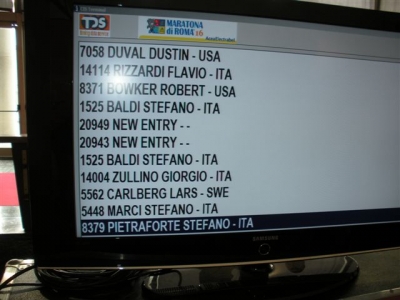 TDS
MARATONA
di ROMA 16
7058 DUVAL DUSTIN - USA
14114 RIZZARDI FLAVIO - ITA
8371 BOWKER ROBERT - USA
1525 BALDI STEFANO - ITA
20949 NEW ENTRY - -
20943 NEW ENTRY - -
1525 BALDI STEFANO - ITA
14004 ZULLINO GIORGIO - ITA
5562 CARLBERG LARS - SWE
5448 MARCI STEFANO - ITA
8379 PIETRAFORTE STEFANO - ITA
SAMSUNG